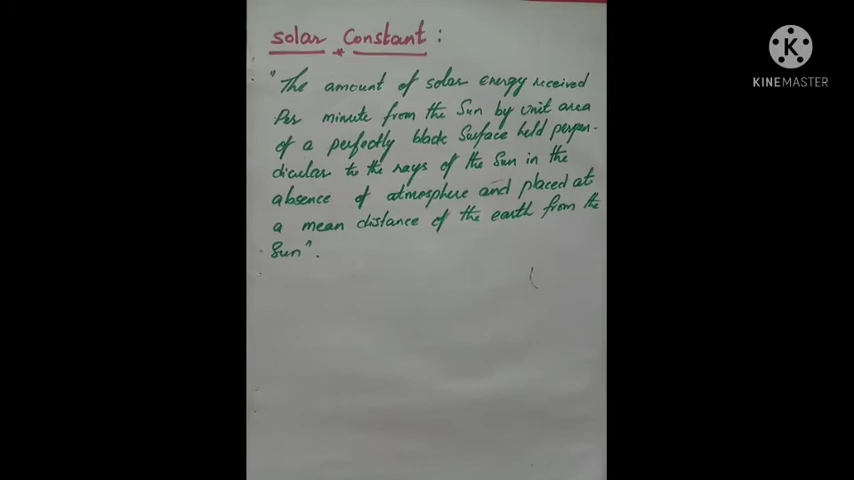 solar Constant :
"The amount of solar energy received
Per minute from the Sun by unit area
of a perfectly black Surface held perpen-
dicular to the rays of the Sun in the
absence of atmosphere and placed at
a mean distance of the earth from the
Sun".
K
KINEMASTER